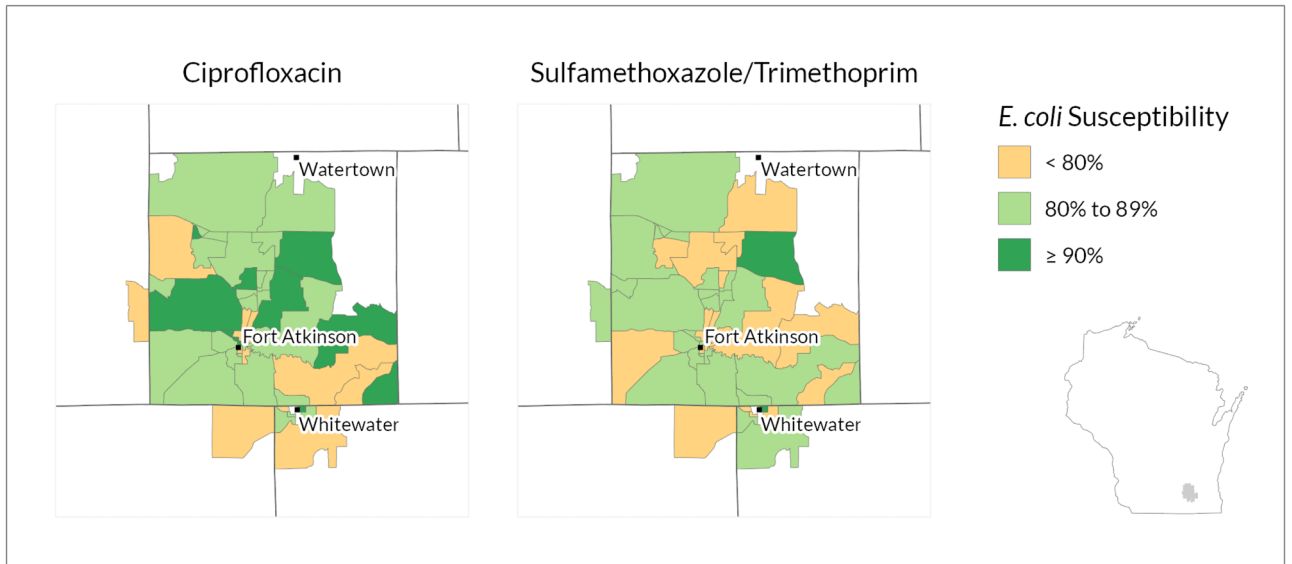 Ciprofloxacin
Sulfamethoxazole/Trimethoprim
Watertown
Fort Atkinson
Whitewater
Watertown
Fort Atkinson
Whitewater
E. coli Susceptibility
< 80%
80% to 89%
≥ 90%